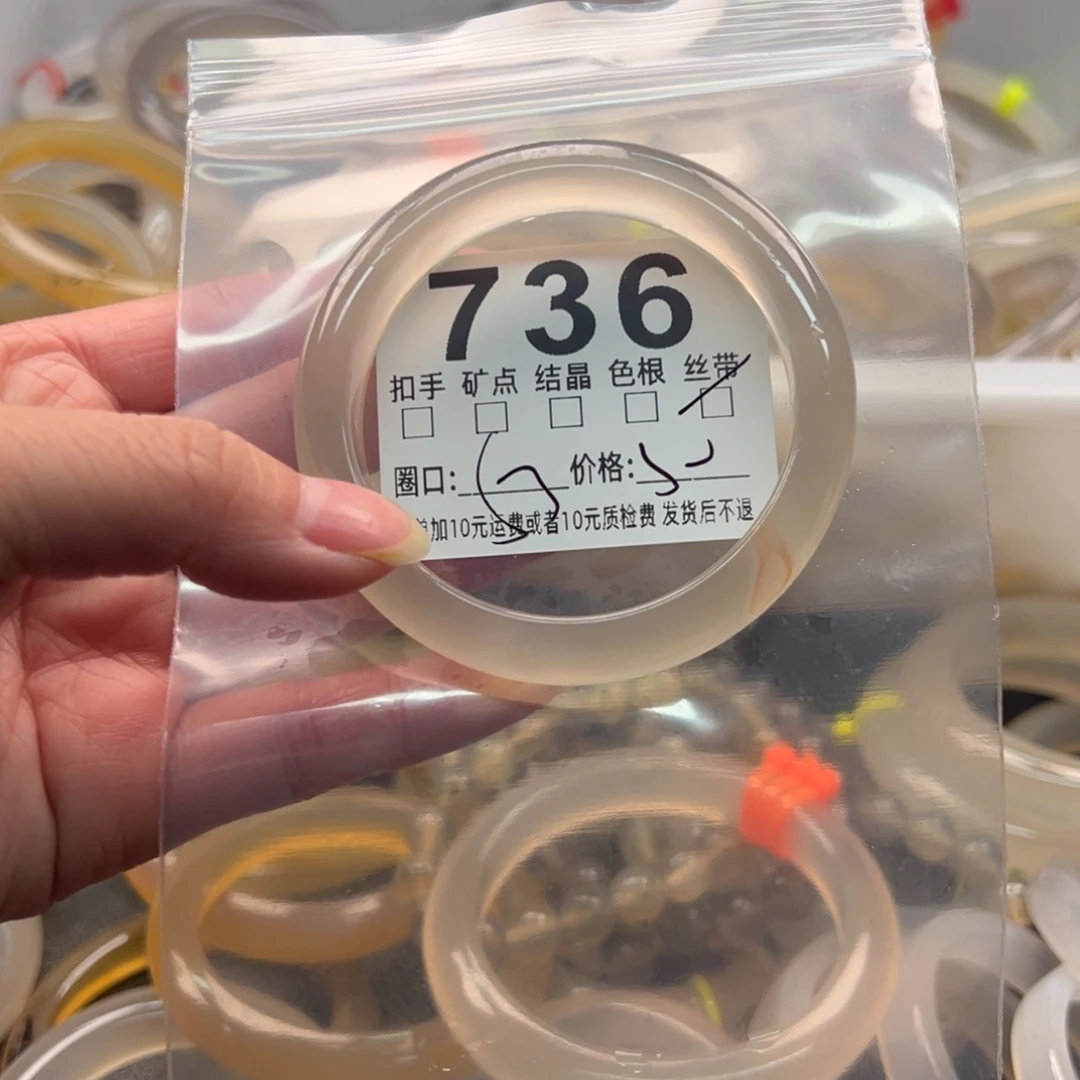 736
扣手 矿点 结晶 色根 丝带
圈口: 价格:
加10元运费或者10元质检费 发货后不退